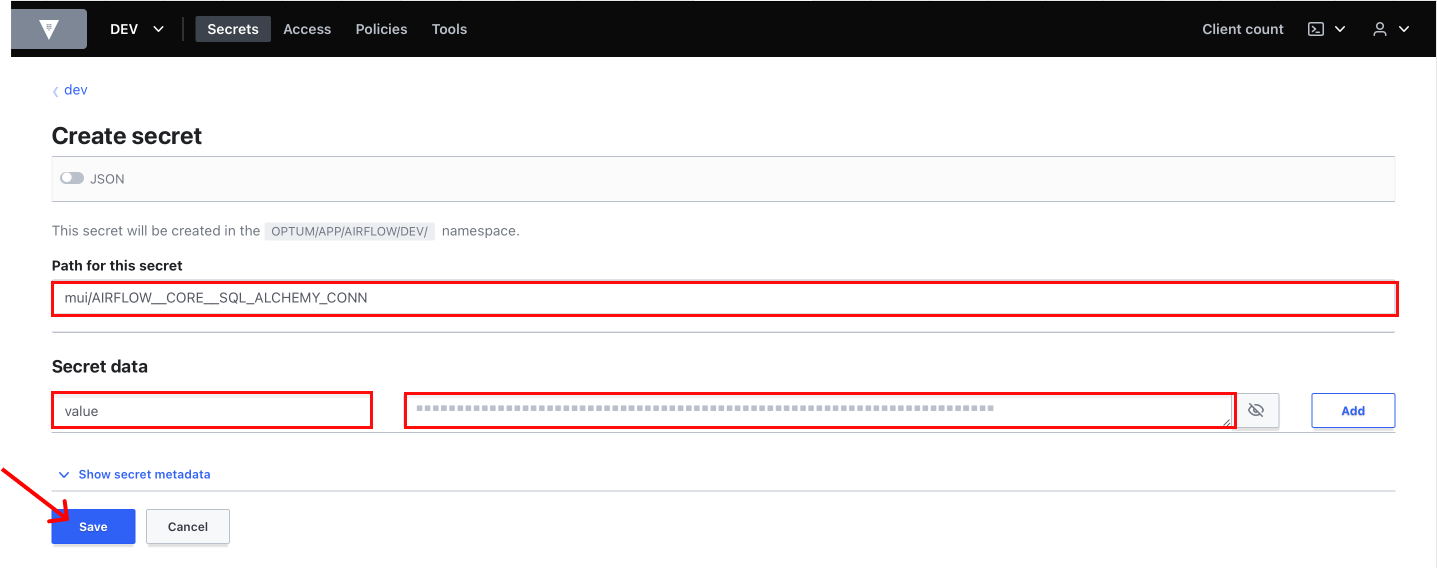 DEV Secrets Access Policies Tools Client count
dev
Create secret
JSON
This secret will be created in the OPTUM/APP/AIRFLOW/DEV/ namespace.
Path for this secret
mui/AIRFLOW__CORE__SQL_ALCHEMY_CONN
Secret data
value Add
Show secret metadata
Save Cancel